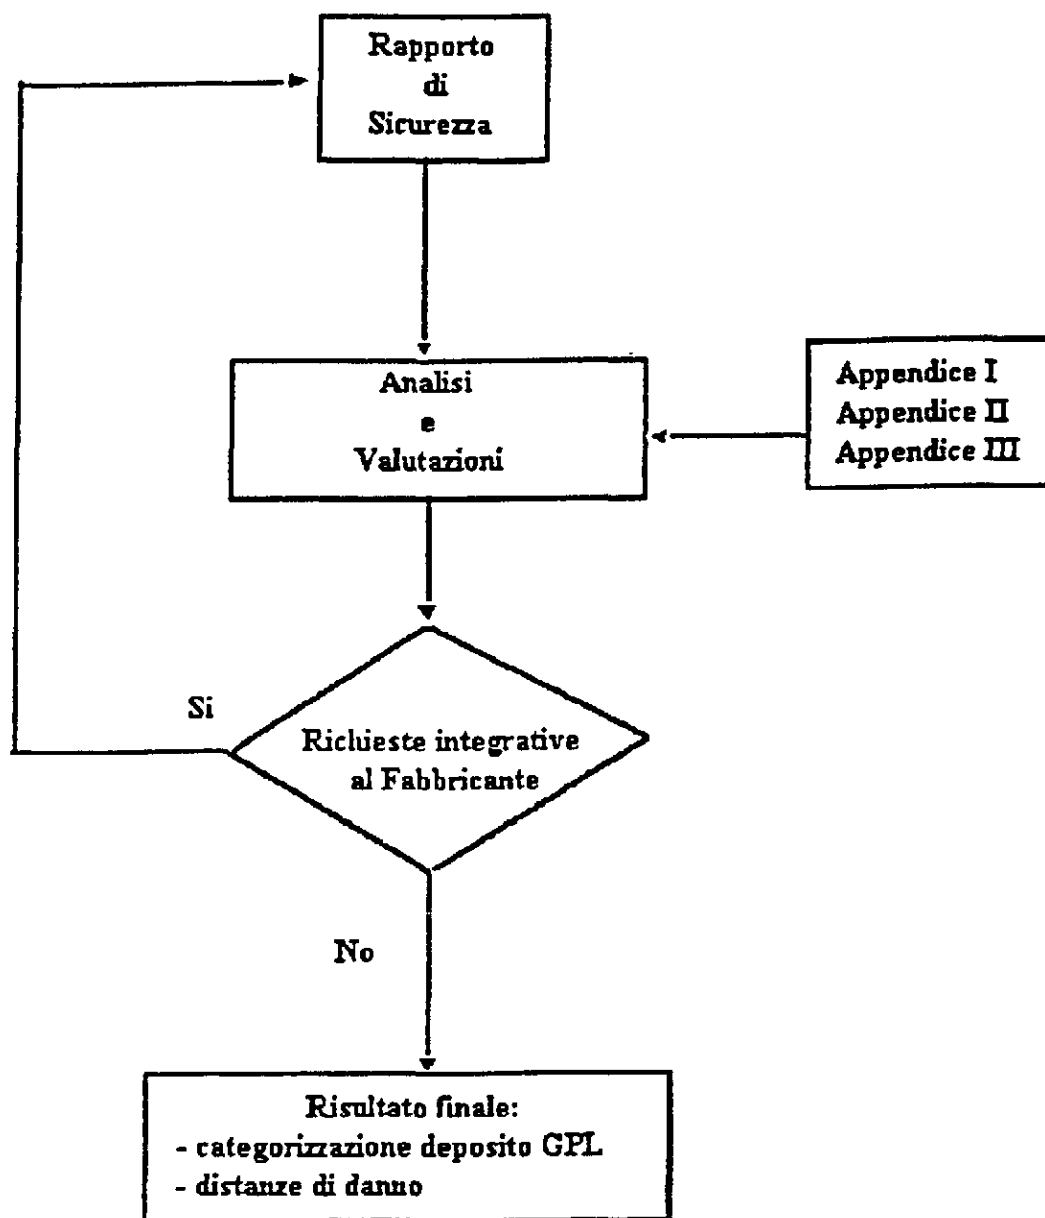 Rapporto
di
Sicurezza
Analisi
e
Valutazioni
Appendice I
Appendice II
Appendice III
Si
Richieste integrative
al Fabbricante
No
Risultato finale:
- categorizzazione deposito GPL
- distanze di danno